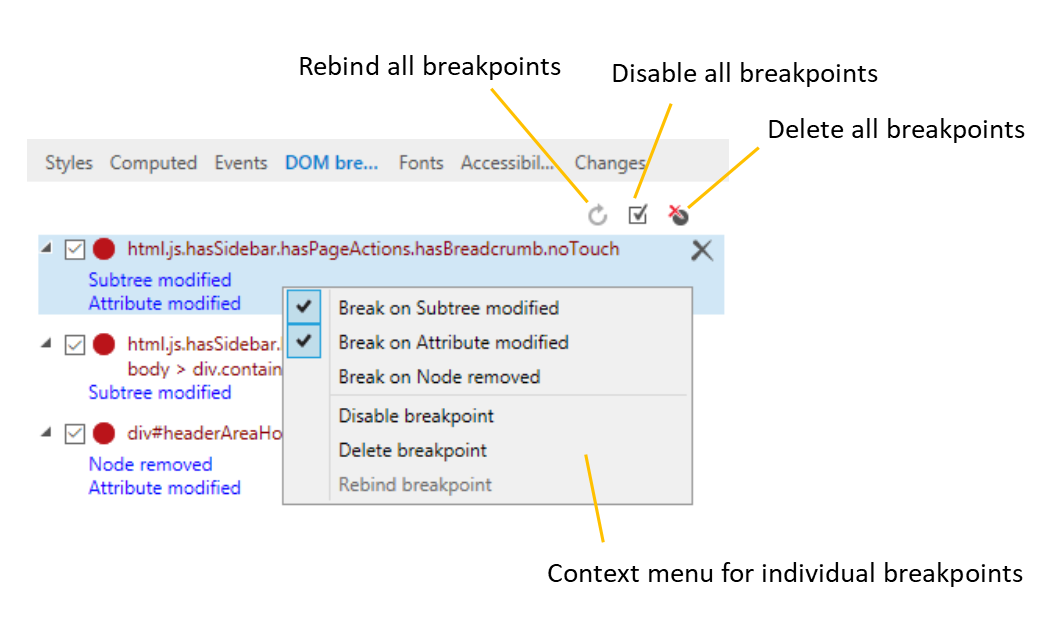 Rebind all breakpoints
Disable all breakpoints
Delete all breakpoints
Styles Computed Events DOM bre... Fonts Accessibil... Changes
html.js.hasSidebar.hasPageActions.hasBreadcrumb.noTouch
Subtree modified
Attribute modified
html.js.hasSidebar.
body > div.contain
Subtree modified
div#headerAreaHo
Node removed
Attribute modified
Break on Subtree modified
Break on Attribute modified
Break on Node removed
Disable breakpoint
Delete breakpoint
Rebind breakpoint
Context menu for individual breakpoints